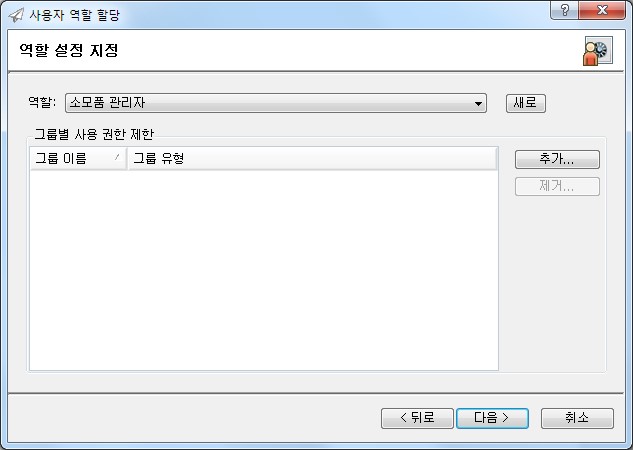 사용자 역할 할당
?
역할 설정 지정
역할: 소모품 관리자 새로
그룹별 사용 권한 제한
그룹 이름 그룹 유형
추가...
제거...
< 뒤로 다음 > 취소